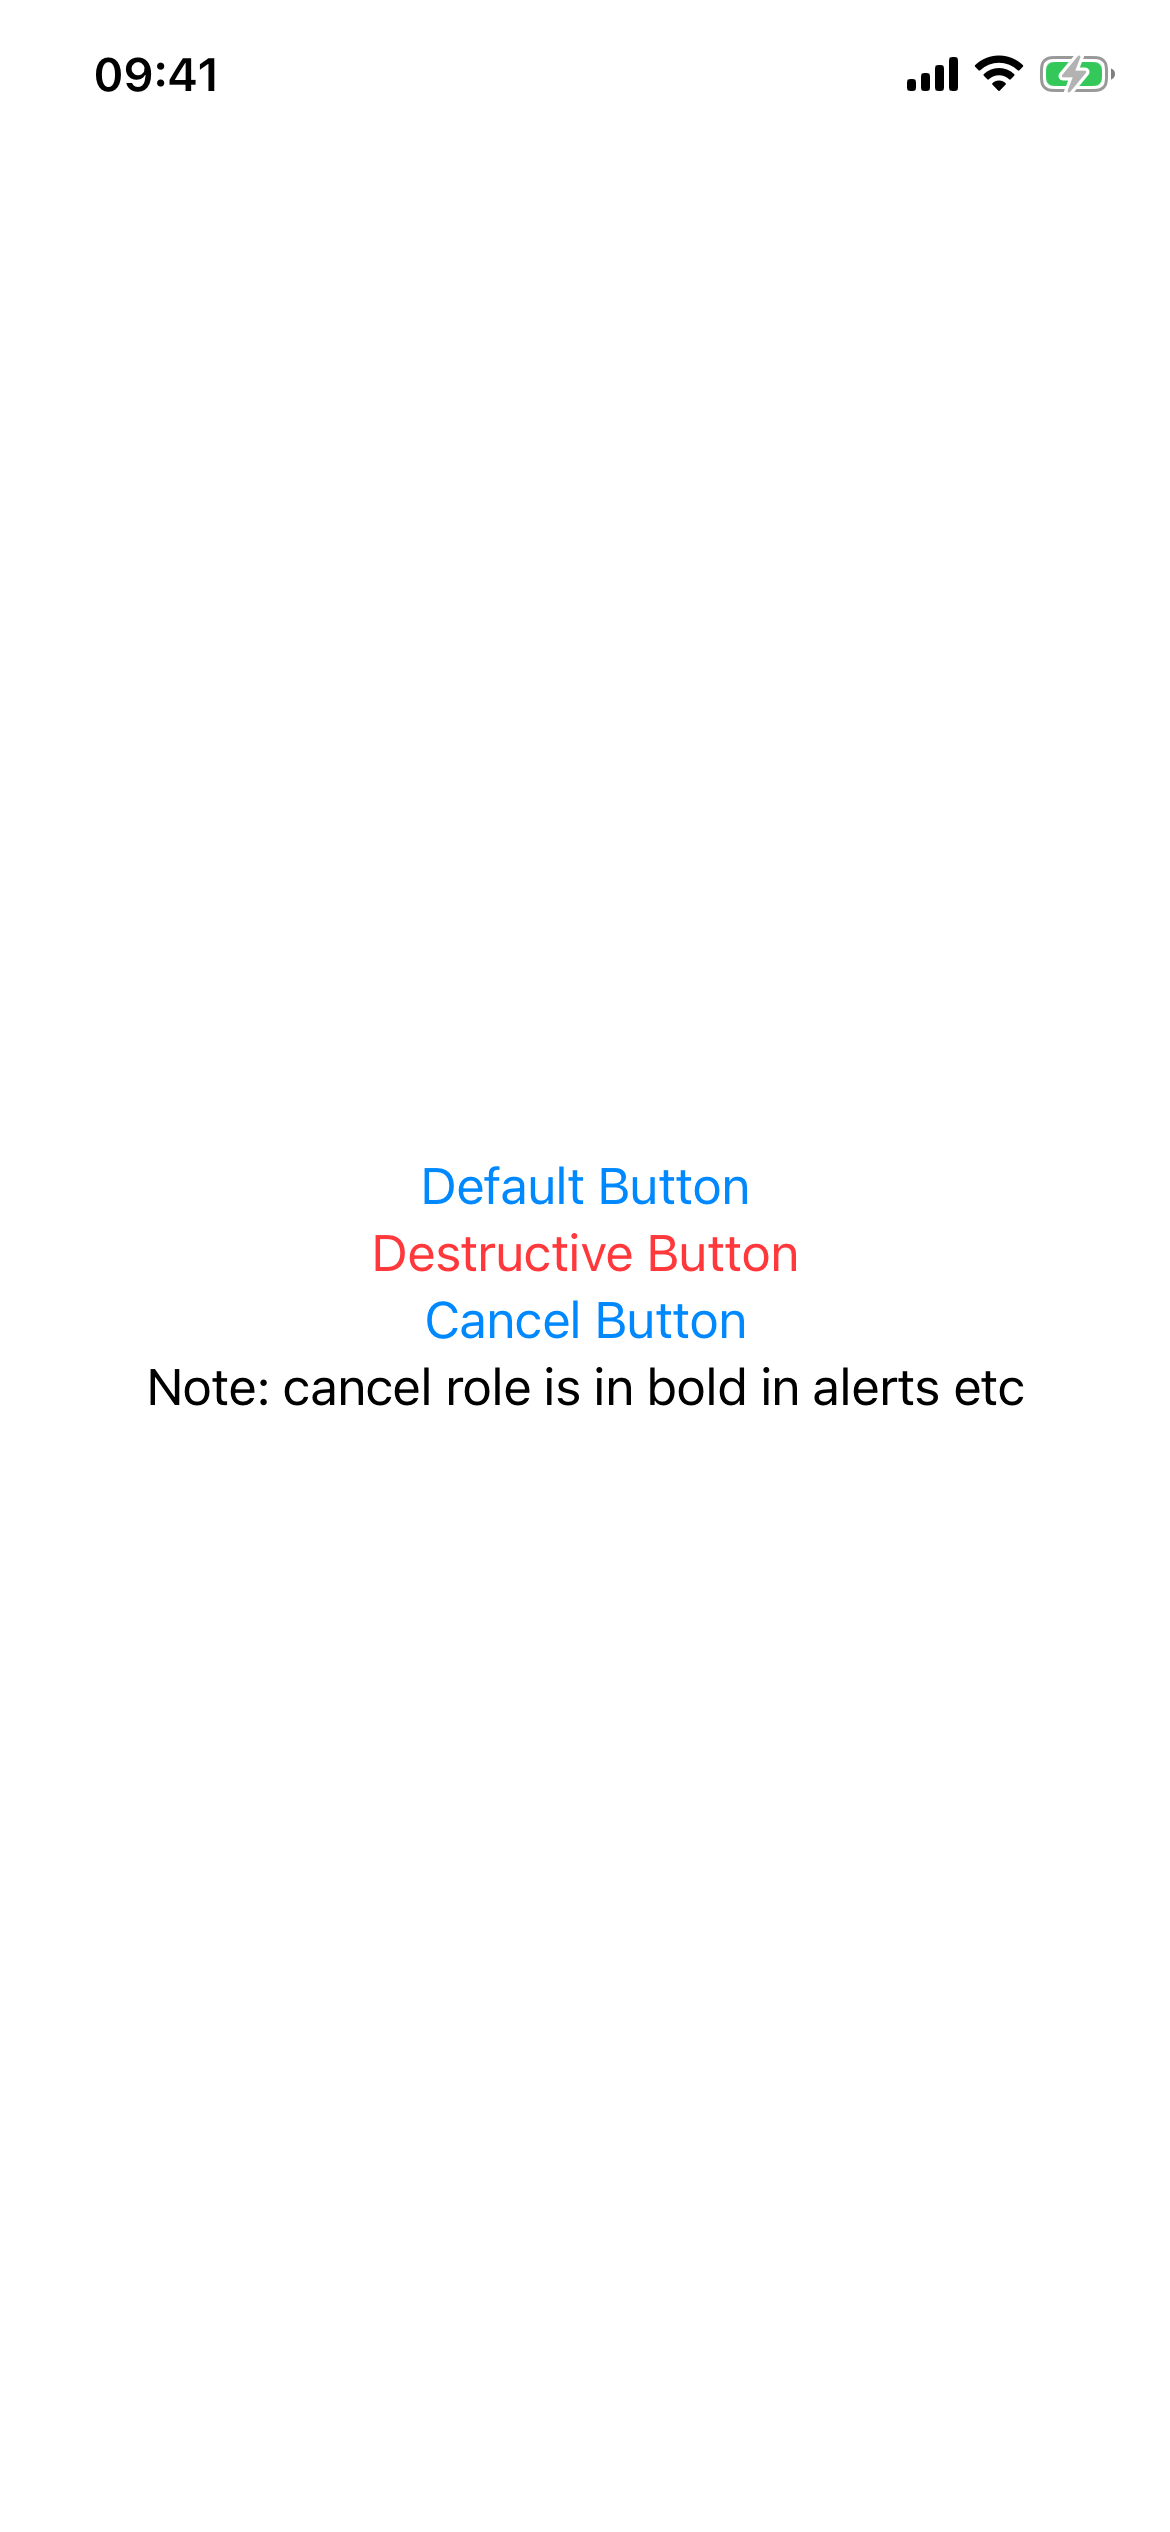 09:41
Default Button
Destructive Button
Cancel Button
Note: cancel role is in bold in alerts etc